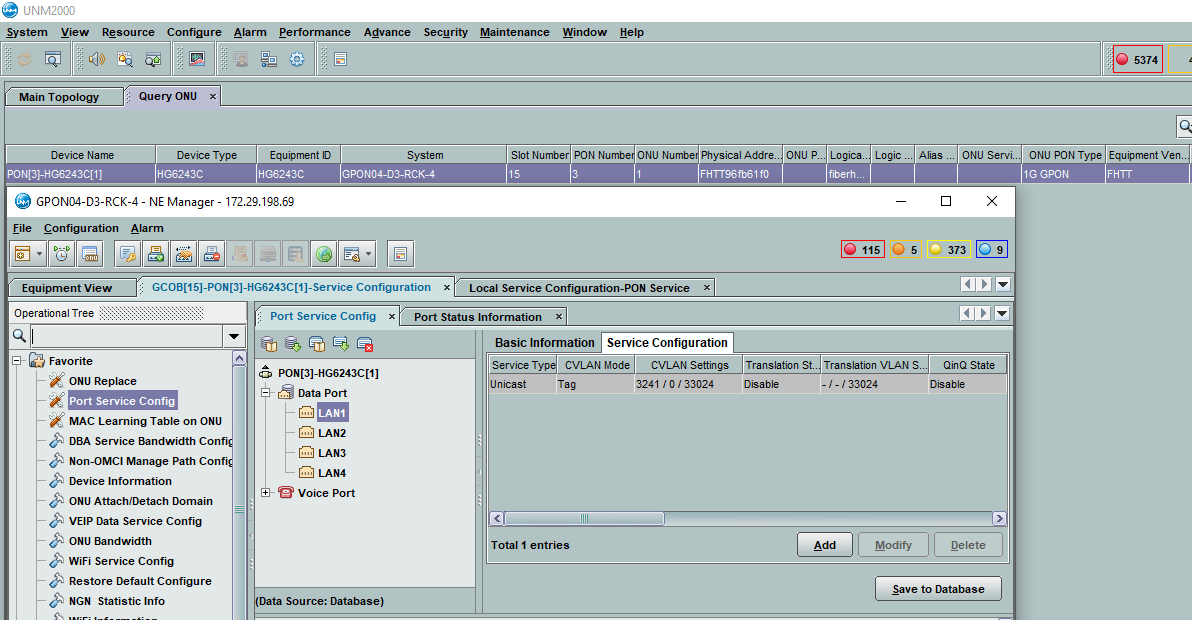 UNM2000
System View Resource Configure Alarm Performance Advance Security Maintenance Window Help
5374
Main Topology Query ONU ×
Device Name Device Type Equipment ID System Slot Number PON Number ONU Number Physical Addre... ONU P... Logica... Logic ... Alias ... ONU Servi... ONU PON Type Equipment Ven...
PON[3]-HG6243C[1] HG6243C HG6243C GPON04-D3-RCK-4 15 3 1 FHTT96fb61f0 fiberh... 1G GPON FHTT
GPON04-D3-RCK-4 - NE Manager - 172.29.198.69
File Configuration Alarm
115 5 373 9
Equipment View GCOB[15]-PON[3]-HG6243C[1]-Service Configuration × Local Service Configuration-PON Service ×
Operational Tree
Port Service Config × Port Status Information ×
Basic Information Service Configuration
Favorite
ONU Replace
Port Service Config
MAC Learning Table on ONU
DBA Service Bandwidth Config
Non-OMCI Manage Path Config
Device Information
ONU Attach/Detach Domain
VEIP Data Service Config
ONU Bandwidth
WiFi Service Config
Restore Default Configure
NGN Statistic Info
WiFi Information
PON[3]-HG6243C[1]
Data Port
LAN1
LAN2
LAN3
LAN4
Voice Port
(Data Source: Database)
Service Type CVLAN Mode CVLAN Settings Translation St... Translation VLAN S... QinQ State
Unicast Tag 3241 / 0 / 33024 Disable - / - / 33024 Disable
Total 1 entries Add Modify Delete
Save to Database